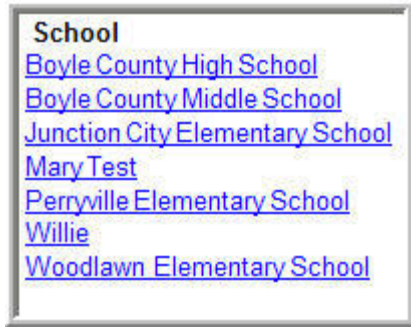 School
Boyle County High School
Boyle County Middle School
Junction City Elementary School
Mary Test
Perryville Elementary School
Willie
Woodlawn Elementary School